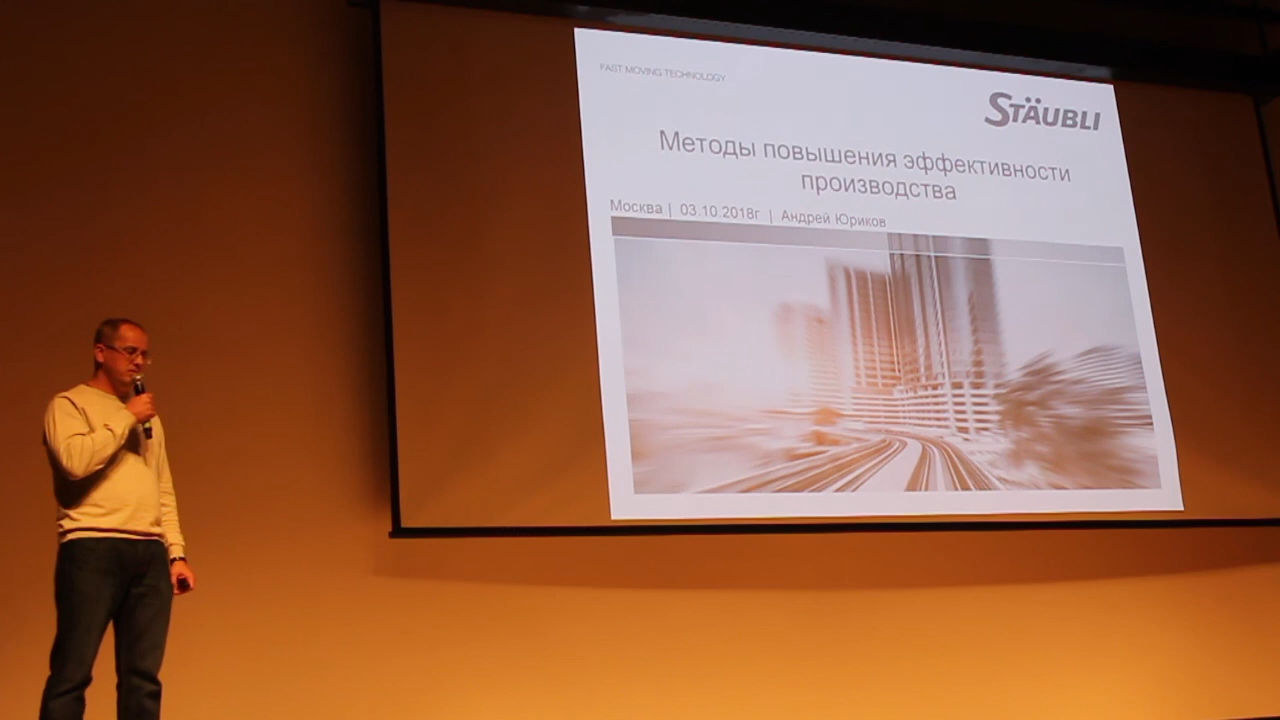 FAST MOVING TECHNOLOGY
STÄUBLI
Методы повышения эффективности
производства
Москва | 03.10.2018г | Андрей Юриков